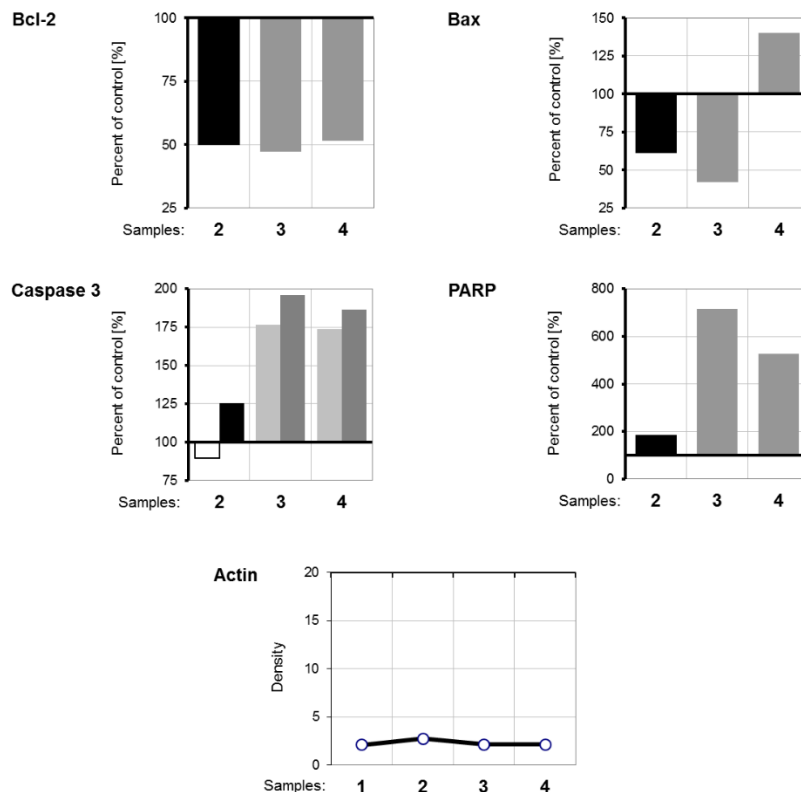 Bcl-2
Percent of control [%]
100
75
50
25
Samples: 2 3 4
Bax
Percent of control [%]
150
125
100
75
50
25
Samples: 2 3 4
Caspase 3
Percent of control [%]
200
175
150
125
100
75
Samples: 2 3 4
PARP
Percent of control [%]
800
600
400
200
0
Samples: 2 3 4
Actin
Density
20
15
10
5
0
Samples: 1 2 3 4